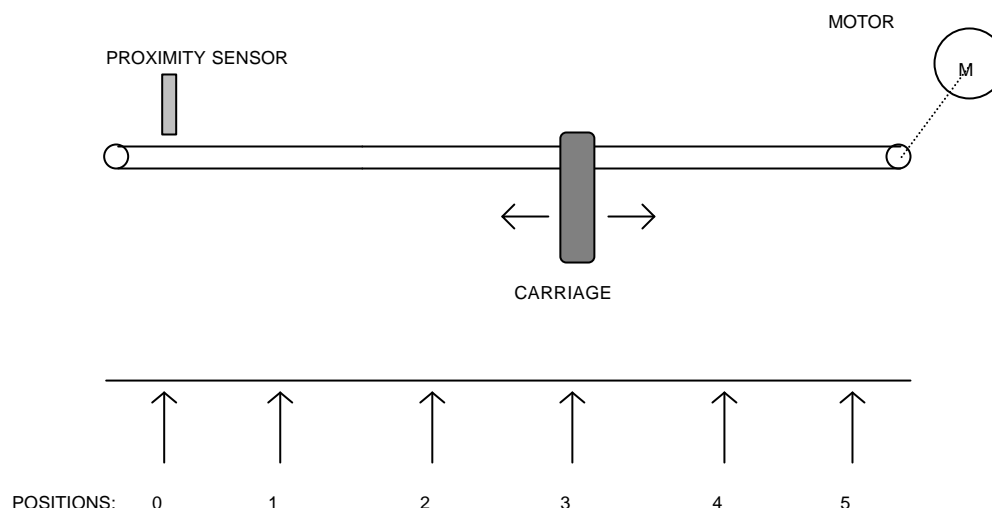 MOTOR
PROXIMITY SENSOR
M
CARRIAGE
POSITIONS: 0 1 2 3 4 5